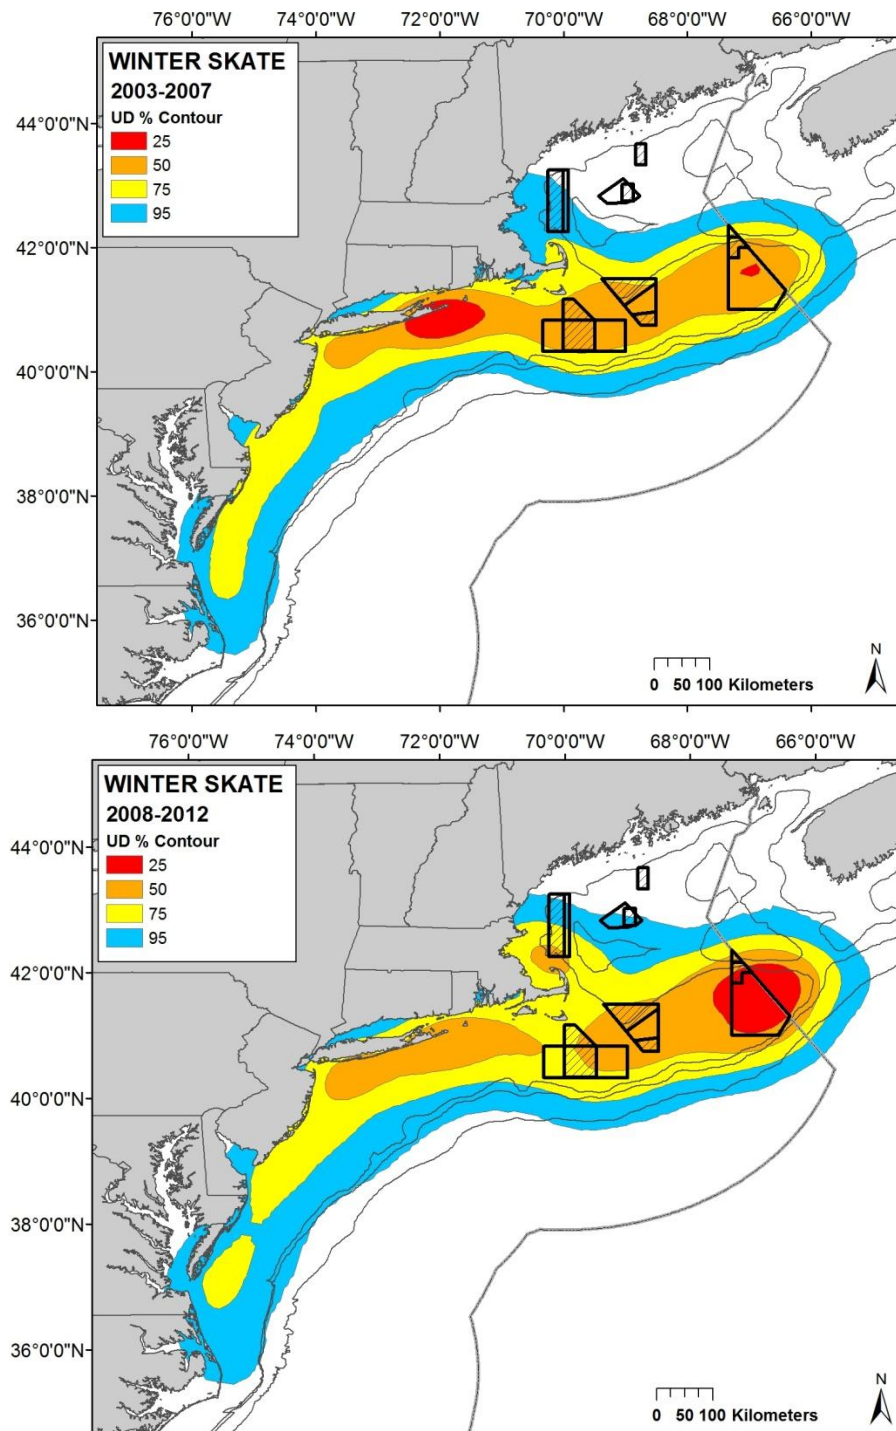 76°0'0"W 74°0'0"W 72°0'0"W 70°0'0"W 68°0'0"W 66°0'0"W
WINTER SKATE
2003-2007
UD % Contour
25
50
75
95
44°0'0"N
42°0'0"N
40°0'0"N
38°0'0"N
36°0'0"N
N
0 50 100 Kilometers
76°0'0"W 74°0'0"W 72°0'0"W 70°0'0"W 68°0'0"W 66°0'0"W
WINTER SKATE
2008-2012
UD % Contour
25
50
75
95
44°0'0"N
42°0'0"N
40°0'0"N
38°0'0"N
36°0'0"N
N
0 50 100 Kilometers